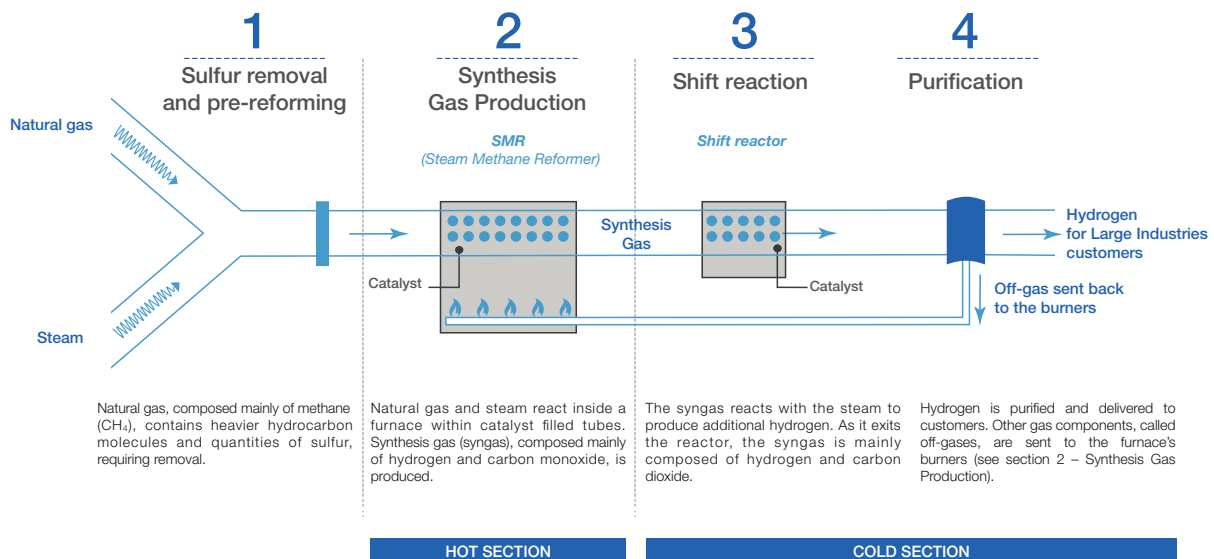 1
Sulfur removal
and pre-reforming
2
Synthesis
Gas Production
3
Shift reaction
4
Purification
SMR
(Steam Methane Reformer)
Shift reactor
Natural gas
Steam
Catalyst
Synthesis
Gas
Catalyst
Hydrogen
for Large Industries
customers
Off-gas sent back
to the burners
Natural gas, composed mainly of methane
(CH₄), contains heavier hydrocarbon
molecules and quantities of sulfur,
requiring removal.
Natural gas and steam react inside a
furnace within catalyst filled tubes.
Synthesis gas (syngas), composed mainly
of hydrogen and carbon monoxide, is
produced.
The syngas reacts with the steam to
produce additional hydrogen. As it exits
the reactor, the syngas is mainly
composed of hydrogen and carbon
dioxide.
Hydrogen is purified and delivered to
customers. Other gas components, called
off-gases, are sent to the furnace's
burners (see section 2 – Synthesis Gas
Production).
HOT SECTION
COLD SECTION